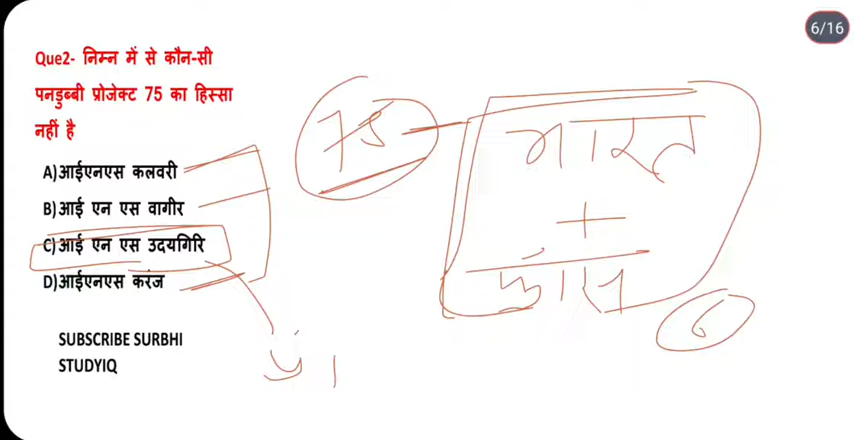 6/16
Que2- निम्न में से कौन-सी
पनडुब्बी प्रोजेक्ट 75 का हिस्सा
नहीं है
A)आईएनएस कलवरी
B)आई एन एस वागीर
C)आई एन एस उदयगिरि
D)आईएनएस करंज
SUBSCRIBE SURBHI
STUDYIQ
75
भारत
+
फ्रांस
6